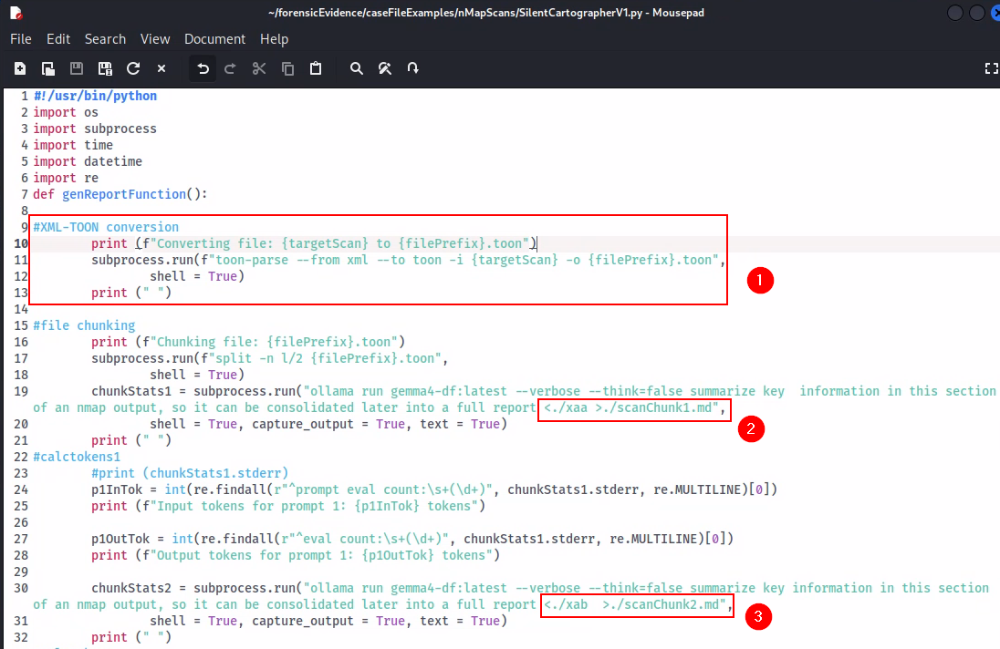 ~/forensicEvidence/caseFileExamples/nMapScans/SilentCartographerV1.py - Mousepad
File Edit Search View Document Help
1 #!/usr/bin/python
2 import os
3 import subprocess
4 import time
5 import datetime
6 import re
7 def genReportFunction():
8
9 #XML-TOON conversion
10         print (f"Converting file: {targetScan} to {filePrefix}.toon")
11         subprocess.run(f"toon-parse --from xml --to toon -i {targetScan} -o {filePrefix}.toon",
12                 shell = True)
1
13         print (" ")
14
15 #file chunking
16         print (f"Chunking file: {filePrefix}.toon")
17         subprocess.run(f"split -n l/2 {filePrefix}.toon",
18                 shell = True)
19         chunkStats1 = subprocess.run("ollama run gemma4-df:latest --verbose --think=false summarize key  information in this section
of an nmap output, so it can be consolidated later into a full report <./xaa >./scanChunk1.md",
20                 shell = True, capture_output = True, text = True)
2
21         print (" ")
22 #calctokens1
23         #print (chunkStats1.stderr)
24         p1InTok = int(re.findall(r"^prompt eval count:\s+(\d+)", chunkStats1.stderr, re.MULTILINE)[0])
25         print (f"Input tokens for prompt 1: {p1InTok} tokens")
26
27         p1OutTok = int(re.findall(r"^eval count:\s+(\d+)", chunkStats1.stderr, re.MULTILINE)[0])
28         print (f"Output tokens for prompt 1: {p1OutTok} tokens")
29
30         chunkStats2 = subprocess.run("ollama run gemma4-df:latest --verbose --think=false summarize key information in this section
of an nmap output, so it can be consolidated later into a full report <./xab  >./scanChunk2.md",
31                 shell = True, capture_output = True, text = True)
3
32         print (" ")